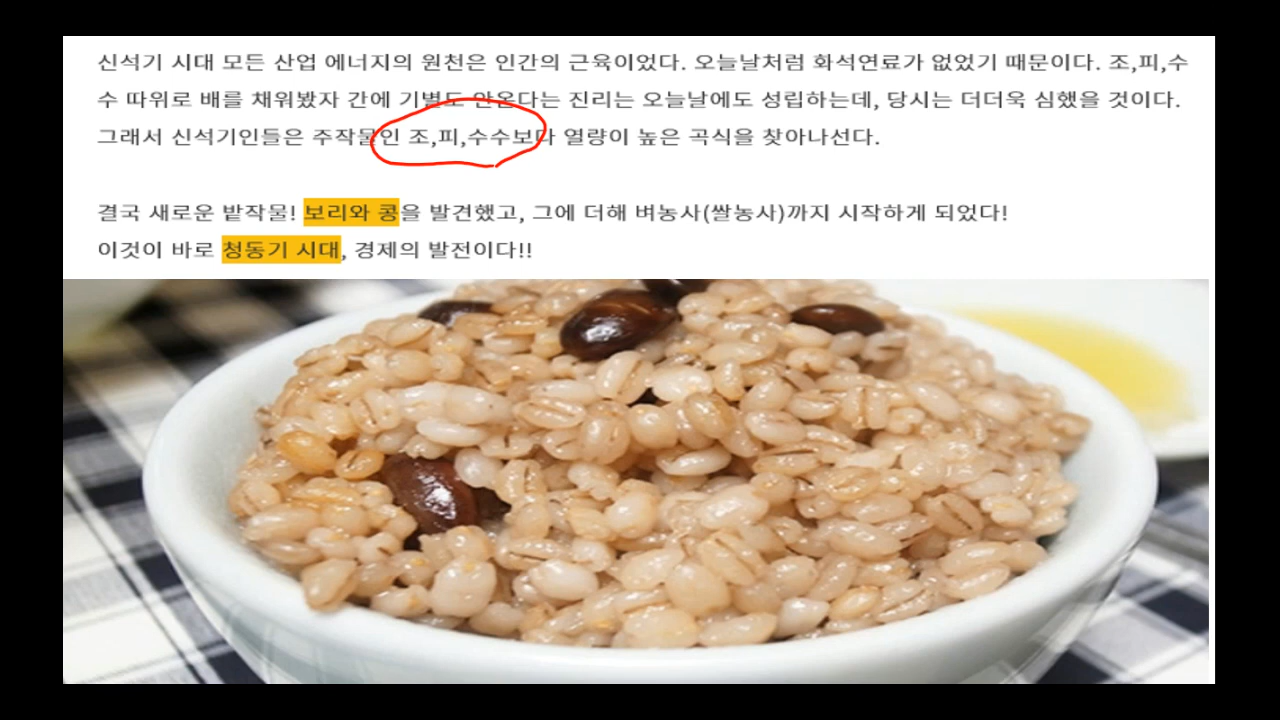 신석기 시대 모든 산업 에너지의 원천은 인간의 근육이었다. 오늘날처럼 화석연료가 없었기 때문이다. 조,피,수
수 따위로 배를 채워봤자 간에 기별도 안온다는 진리는 오늘날에도 성립하는데, 당시는 더더욱 심했을 것이다.
그래서 신석기인들은 주작물인 조,피,수수보다 열량이 높은 곡식을 찾아나선다.
결국 새로운 밭작물! 보리와 콩을 발견했고, 그에 더해 벼농사(쌀농사)까지 시작하게 되었다!
이것이 바로 청동기 시대, 경제의 발전이다!!